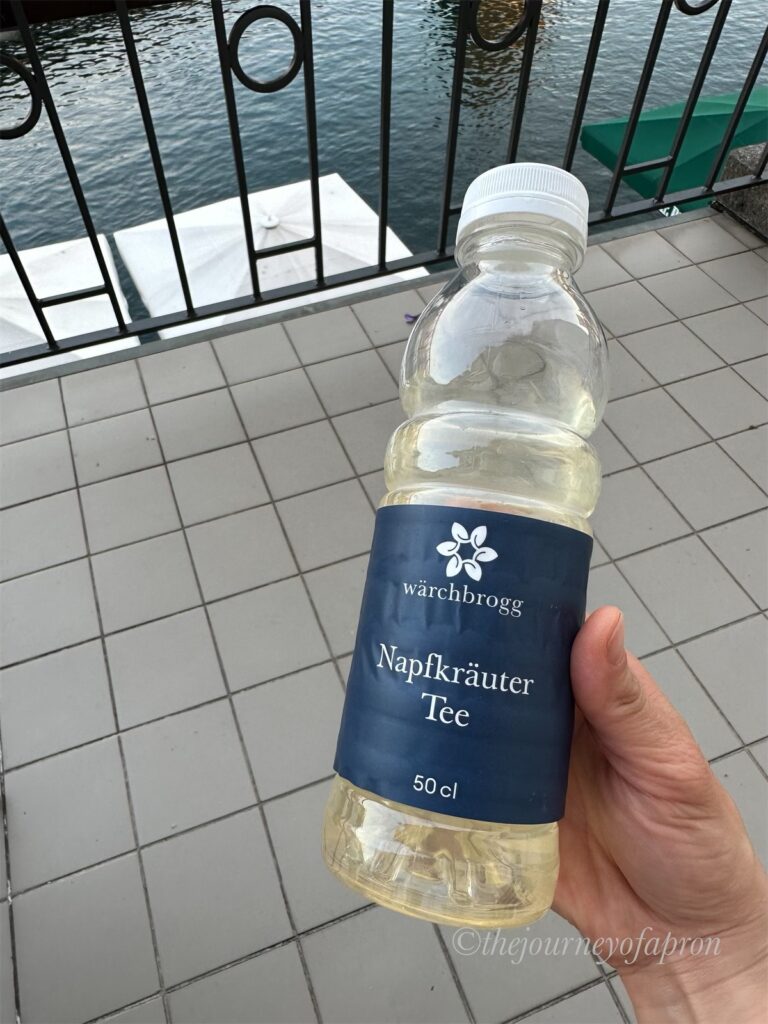 wärchbrogg
Napfkräuter
Tee
50 cl
©thejourneyofapron